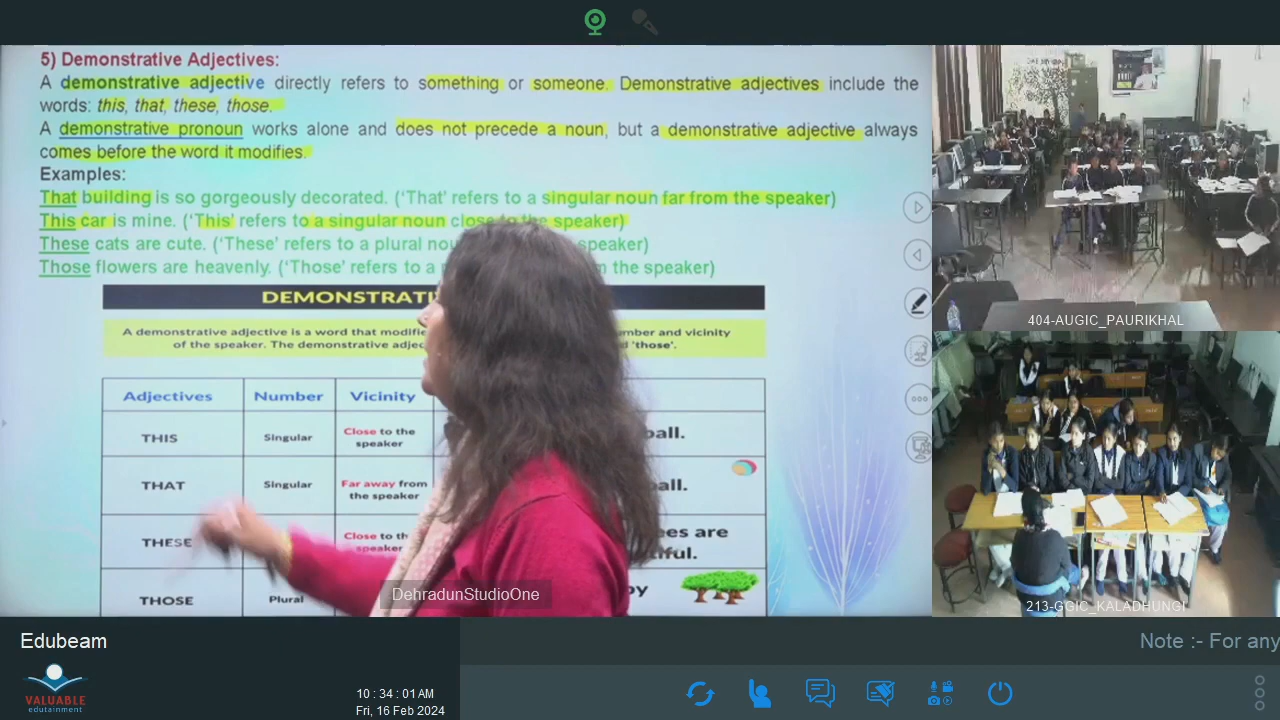 5) Demonstrative Adjectives:
A demonstrative adjective directly refers to something or someone. Demonstrative adjectives include the
words: this, that, these, those.
A demonstrative pronoun works alone and does not precede a noun, but a demonstrative adjective always
comes before the word it modifies.
Examples:
That building is so gorgeously decorated. ('That' refers to a singular noun far from the speaker)
This car is mine. ('This' refers to a singular noun close to the speaker)
These cats are cute. ('These' refers to a plural nou speaker)
Those flowers are heavenly. ('Those' refers to a the speaker)
DEMONSTRATI
A demonstrative adjective is a word that modifie mber and vicinity
of the speaker. The demonstrative adjec 'those'.
Adjectives Number Vicinity
THIS Singular Close to the speaker ball.
THAT Singular Far away from the speaker ball.
THESE Close to th speaker ees are iful.
THOSE Plural by
DehradunStudioOne
404-AUGIC_PAURIKHAL
213-GGIC_KALADHUNGI
Edubeam
VALUABLE
edutainment
10 : 34 : 01 AM
Fri, 16 Feb 2024
Note :- For any